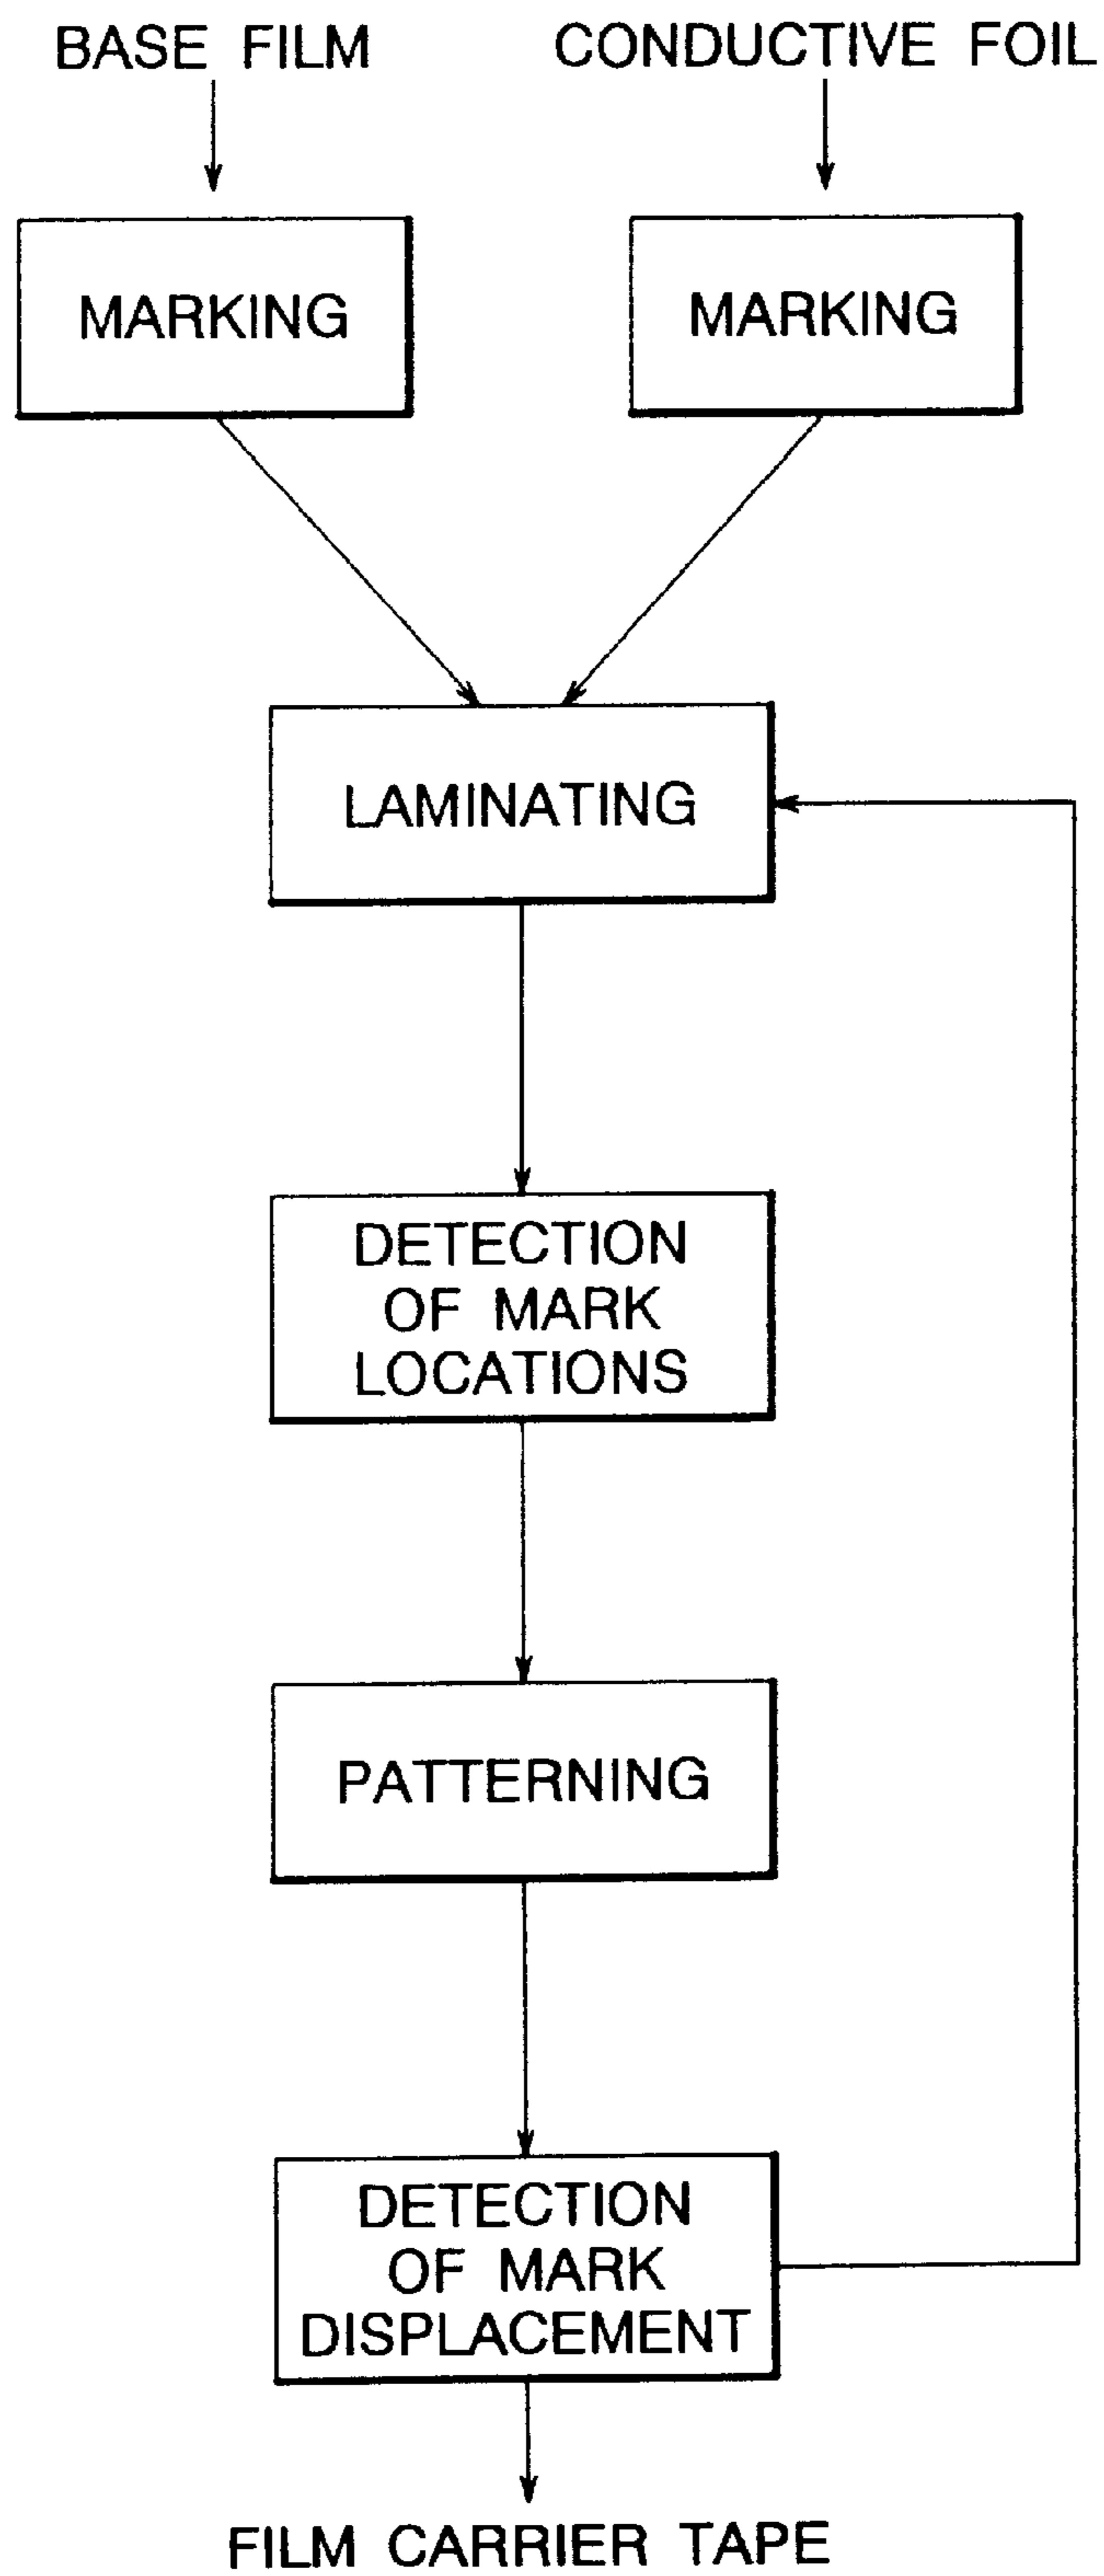 BASE FILM
CONDUCTIVE FOIL
MARKING
MARKING
LAMINATING
DETECTION
OF MARK
LOCATIONS
PATTERNING
DETECTION
OF MARK
DISPLACEMENT
FILM CARRIER TAPE